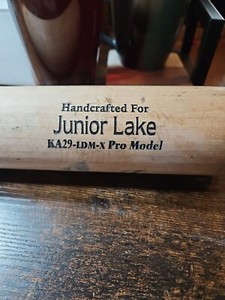 Handcrafted For
Junior Lake
KA29-LDM-X Pro Model